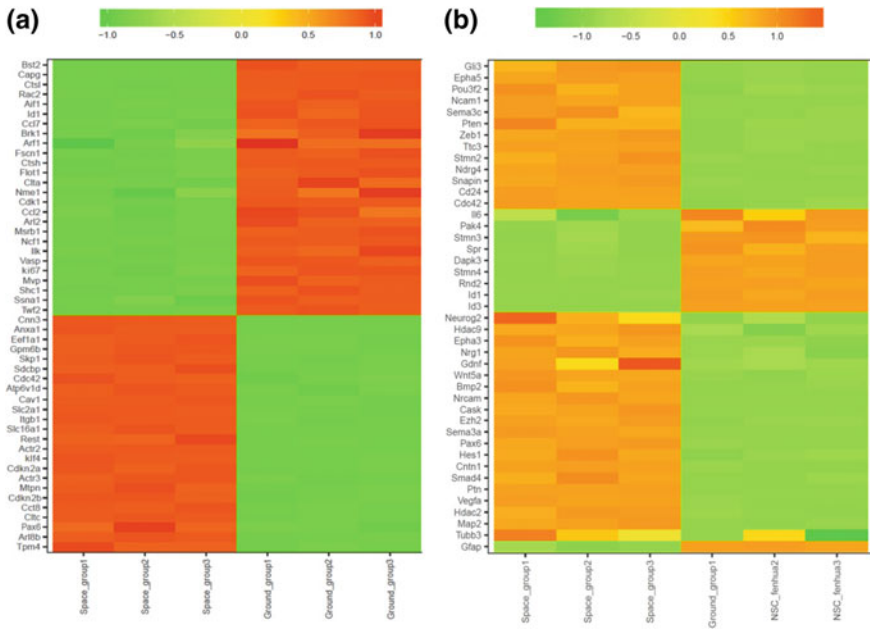 (a)
−1.0 −0.5 0.0 0.5 1.0
Bst2
Capg
Ctsl
Rac2
Aif1
Id1
Ccl7
Brk1
Arf1
Fscn1
Ctsh
Flot1
Clta
Nme1
Cdk1
Ccl2
Arl2
Msrb1
Ncf1
Ilk
Vasp
ki67
Mvp
Shc1
Ssna1
Twf2
Cnn3
Anxa1
Eef1a1
Gpm6b
Skp1
Sdcbp
Cdc42
Atp6v1d
Cav1
Slc2a1
Itgb1
Slc16a1
Rest
Actr2
klf4
Cdkn2a
Actr3
Mtpn
Cdkn2b
Cct8
Cltc
Pax6
Arl8b
Tpm4
Space_group1
Space_group2
Space_group3
Ground_group1
Ground_group2
Ground_group3
(b)
−1.0 −0.5 0.0 0.5 1.0
Gli3
Epha5
Pou3f2
Ncam1
Sema3c
Pten
Zeb1
Ttc3
Stmn2
Ndrg4
Snapin
Cd24
Cdc42
Il6
Pak4
Stmn3
Spr
Dapk3
Stmn4
Rnd2
Id1
Id3
Neurog2
Hdac9
Epha3
Nrg1
Gdnf
Wnt5a
Bmp2
Nrcam
Cask
Ezh2
Sema3a
Pax6
Hes1
Cntn1
Smad4
Ptn
Vegfa
Hdac2
Map2
Tubb3
Gfap
Space_group1
Space_group2
Space_group3
Ground_group1
NSC_fenhua2
NSC_fenhua3